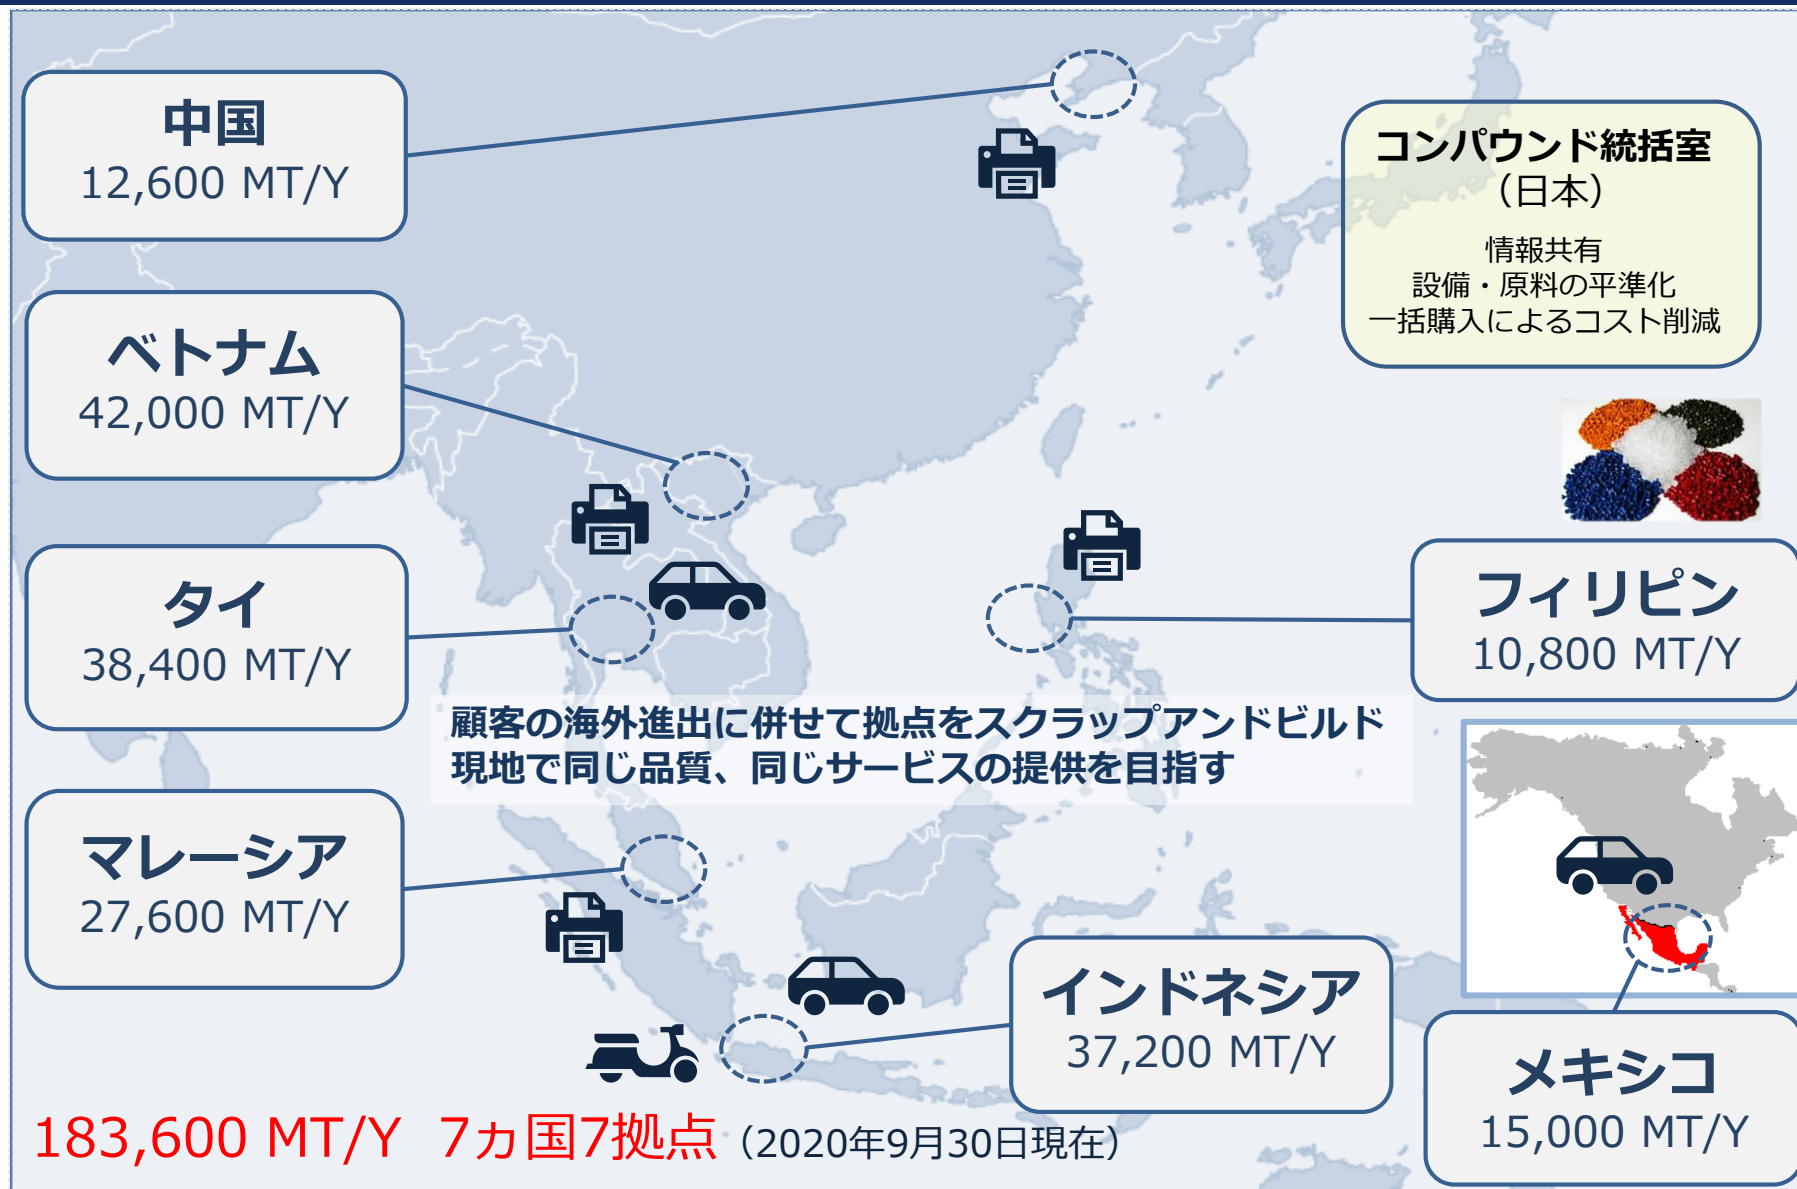 中国
12,600 MT/Y
コンパウンド統括室
（日本）
情報共有
設備・原料の平準化
一括購入によるコスト削減
ベトナム
42,000 MT/Y
タイ
38,400 MT/Y
フィリピン
10,800 MT/Y
顧客の海外進出に併せて拠点をスクラップアンドビルド
現地で同じ品質、同じサービスの提供を目指す
マレーシア
27,600 MT/Y
インドネシア
37,200 MT/Y
メキシコ
15,000 MT/Y
183,600 MT/Y 7ヵ国7拠点（2020年9月30日現在）